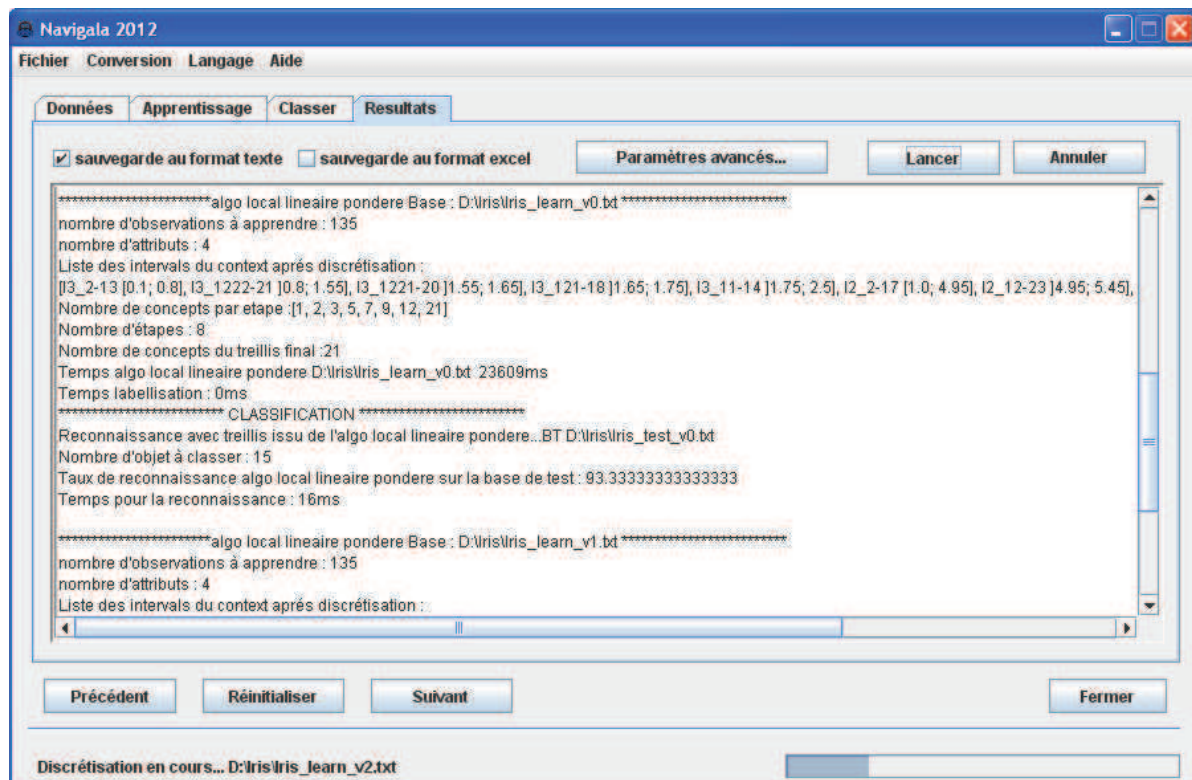 Navigala 2012
Fichier Conversion Langage Aide
Données Apprentissage Classer Resultats
sauvegarde au format texte sauvegarde au format excel Paramètres avancés... Lancer Annuler
***********************algo local lineaire pondere Base : D:\Iris\Iris_learn_v0.txt *************************
nombre d'observations à apprendre : 135
nombre d'attributs : 4
Liste des intervals du context aprés discrétisation :
[I3_2-13 [0.1; 0.8], I3_1222-21 ]0.8; 1.55], I3_1221-20 ]1.55; 1.65], I3_121-18 ]1.65; 1.75], I3_11-14 ]1.75; 2.5], I2_2-17 [1.0; 4.95], I2_12-23 ]4.95; 5.45],
Nombre de concepts par etape :[1, 2, 3, 5, 7, 9, 12, 21]
Nombre d'étapes : 8
Nombre de concepts du treillis final :21
Temps algo local lineaire pondere D:\Iris\Iris_learn_v0.txt 23609ms
Temps labellisation : 0ms
************************* CLASSIFICATION *************************
Reconnaissance avec treillis issu de l'algo local lineaire pondere...BT D:\Iris\Iris_test_v0.txt
Nombre d'objet à classer : 15
Taux de reconnaissance algo local lineaire pondere sur la base de test : 93.33333333333333
Temps pour la reconnaissance : 16ms
***********************algo local lineaire pondere Base : D:\Iris\Iris_learn_v1.txt *************************
nombre d'observations à apprendre : 135
nombre d'attributs : 4
Liste des intervals du context aprés discrétisation :
Précédent Réinitialiser Suivant Fermer
Discrétisation en cours... D:\Iris\Iris_learn_v2.txt